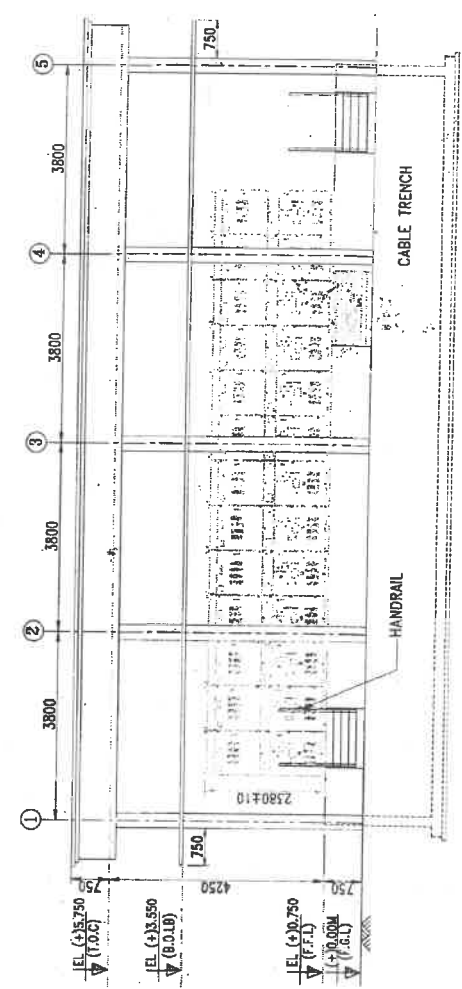 1
2
3
4
5
3800
3800
3800
3800
750
750
EL (+)5.750
(T.O.C)
750
EL (+)3.550
(B.O.LB)
4250
2380±10
EL (+)0.750
(F.F.L)
750
(+)0.00M
(F.G.L)
HANDRAIL
CABLE TRENCH